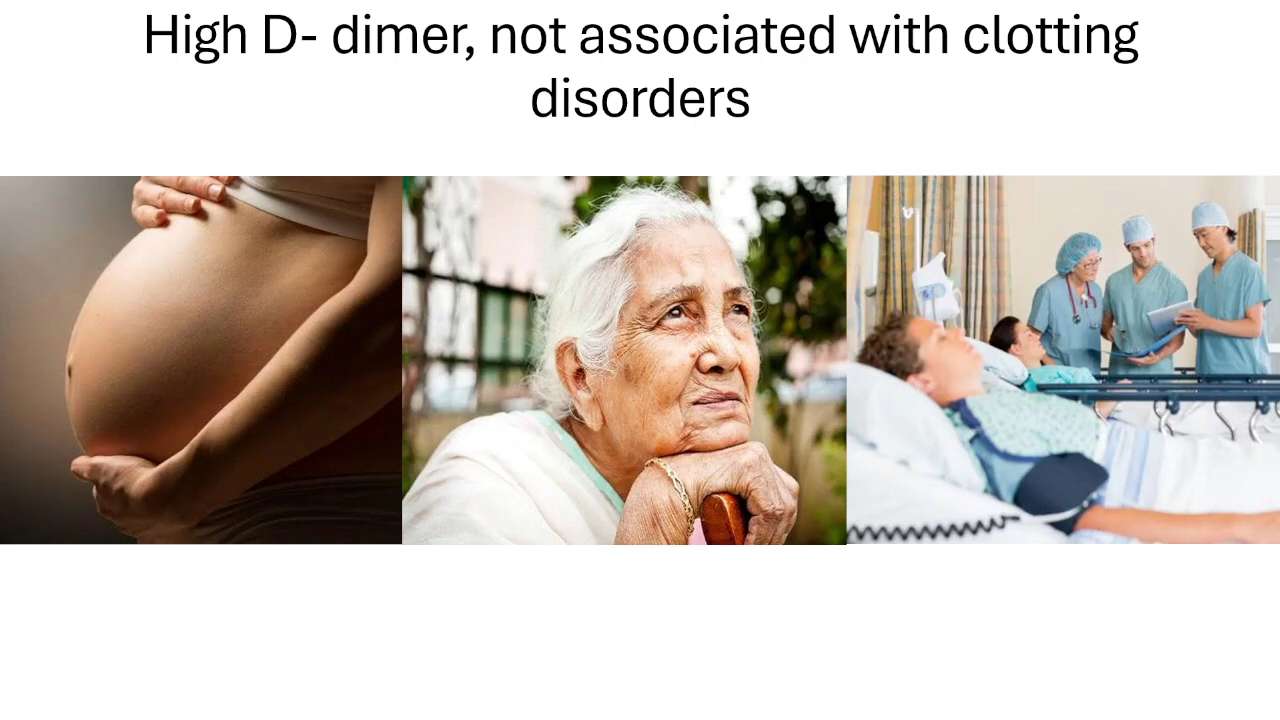 High D- dimer, not associated with clotting
disorders